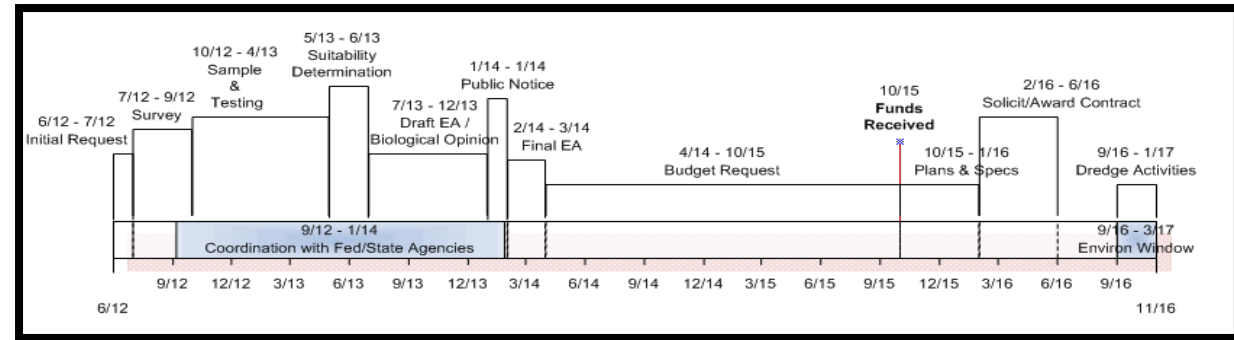 6/12 - 7/12
Initial Request
7/12 - 9/12
Survey
10/12 - 4/13
Sample
&
Testing
5/13 - 6/13
Suitability
Determination
7/13 - 12/13
Draft EA /
Biological Opinion
1/14 - 1/14
Public Notice
2/14 - 3/14
Final EA
4/14 - 10/15
Budget Request
10/15
Funds
Received
10/15 - 1/16
Plans & Specs
2/16 - 6/16
Solicit/Award Contract
9/16 - 1/17
Dredge Activities
9/12 - 1/14
Coordination with Fed/State Agencies
9/16 - 3/17
Environ Window
9/12 12/12 3/13 6/13 9/13 12/13 3/14 6/14 9/14 12/14 3/15 6/15 9/15 12/15 3/16 6/16 9/16
6/12 11/16